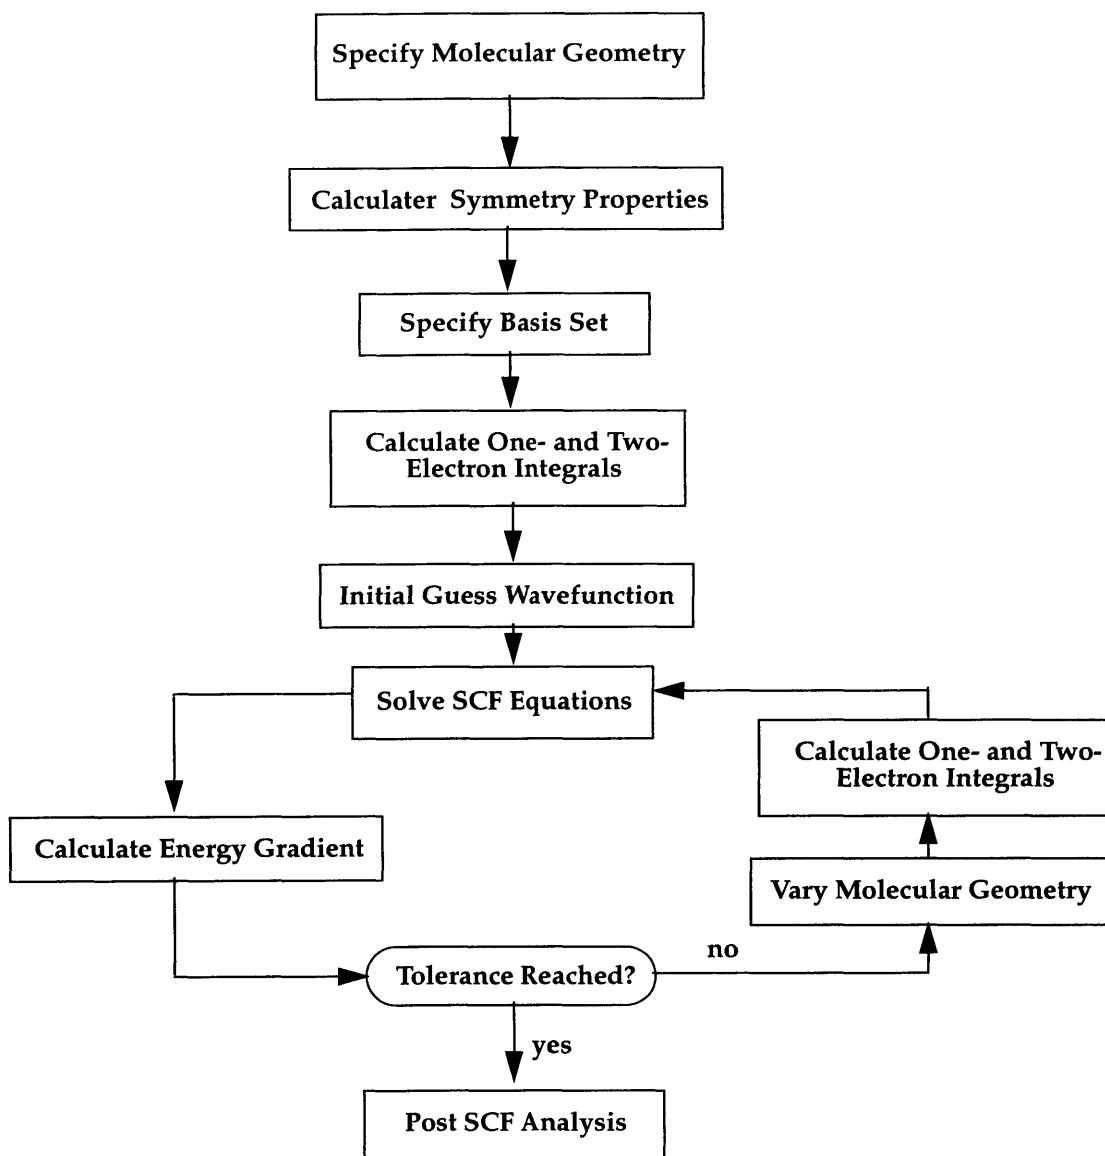 Specify Molecular Geometry
Calculater Symmetry Properties
Specify Basis Set
Calculate One- and Two-
Electron Integrals
Initial Guess Wavefunction
Solve SCF Equations
Calculate One- and Two-
Electron Integrals
Calculate Energy Gradient
Vary Molecular Geometry
no
Tolerance Reached?
yes
Post SCF Analysis